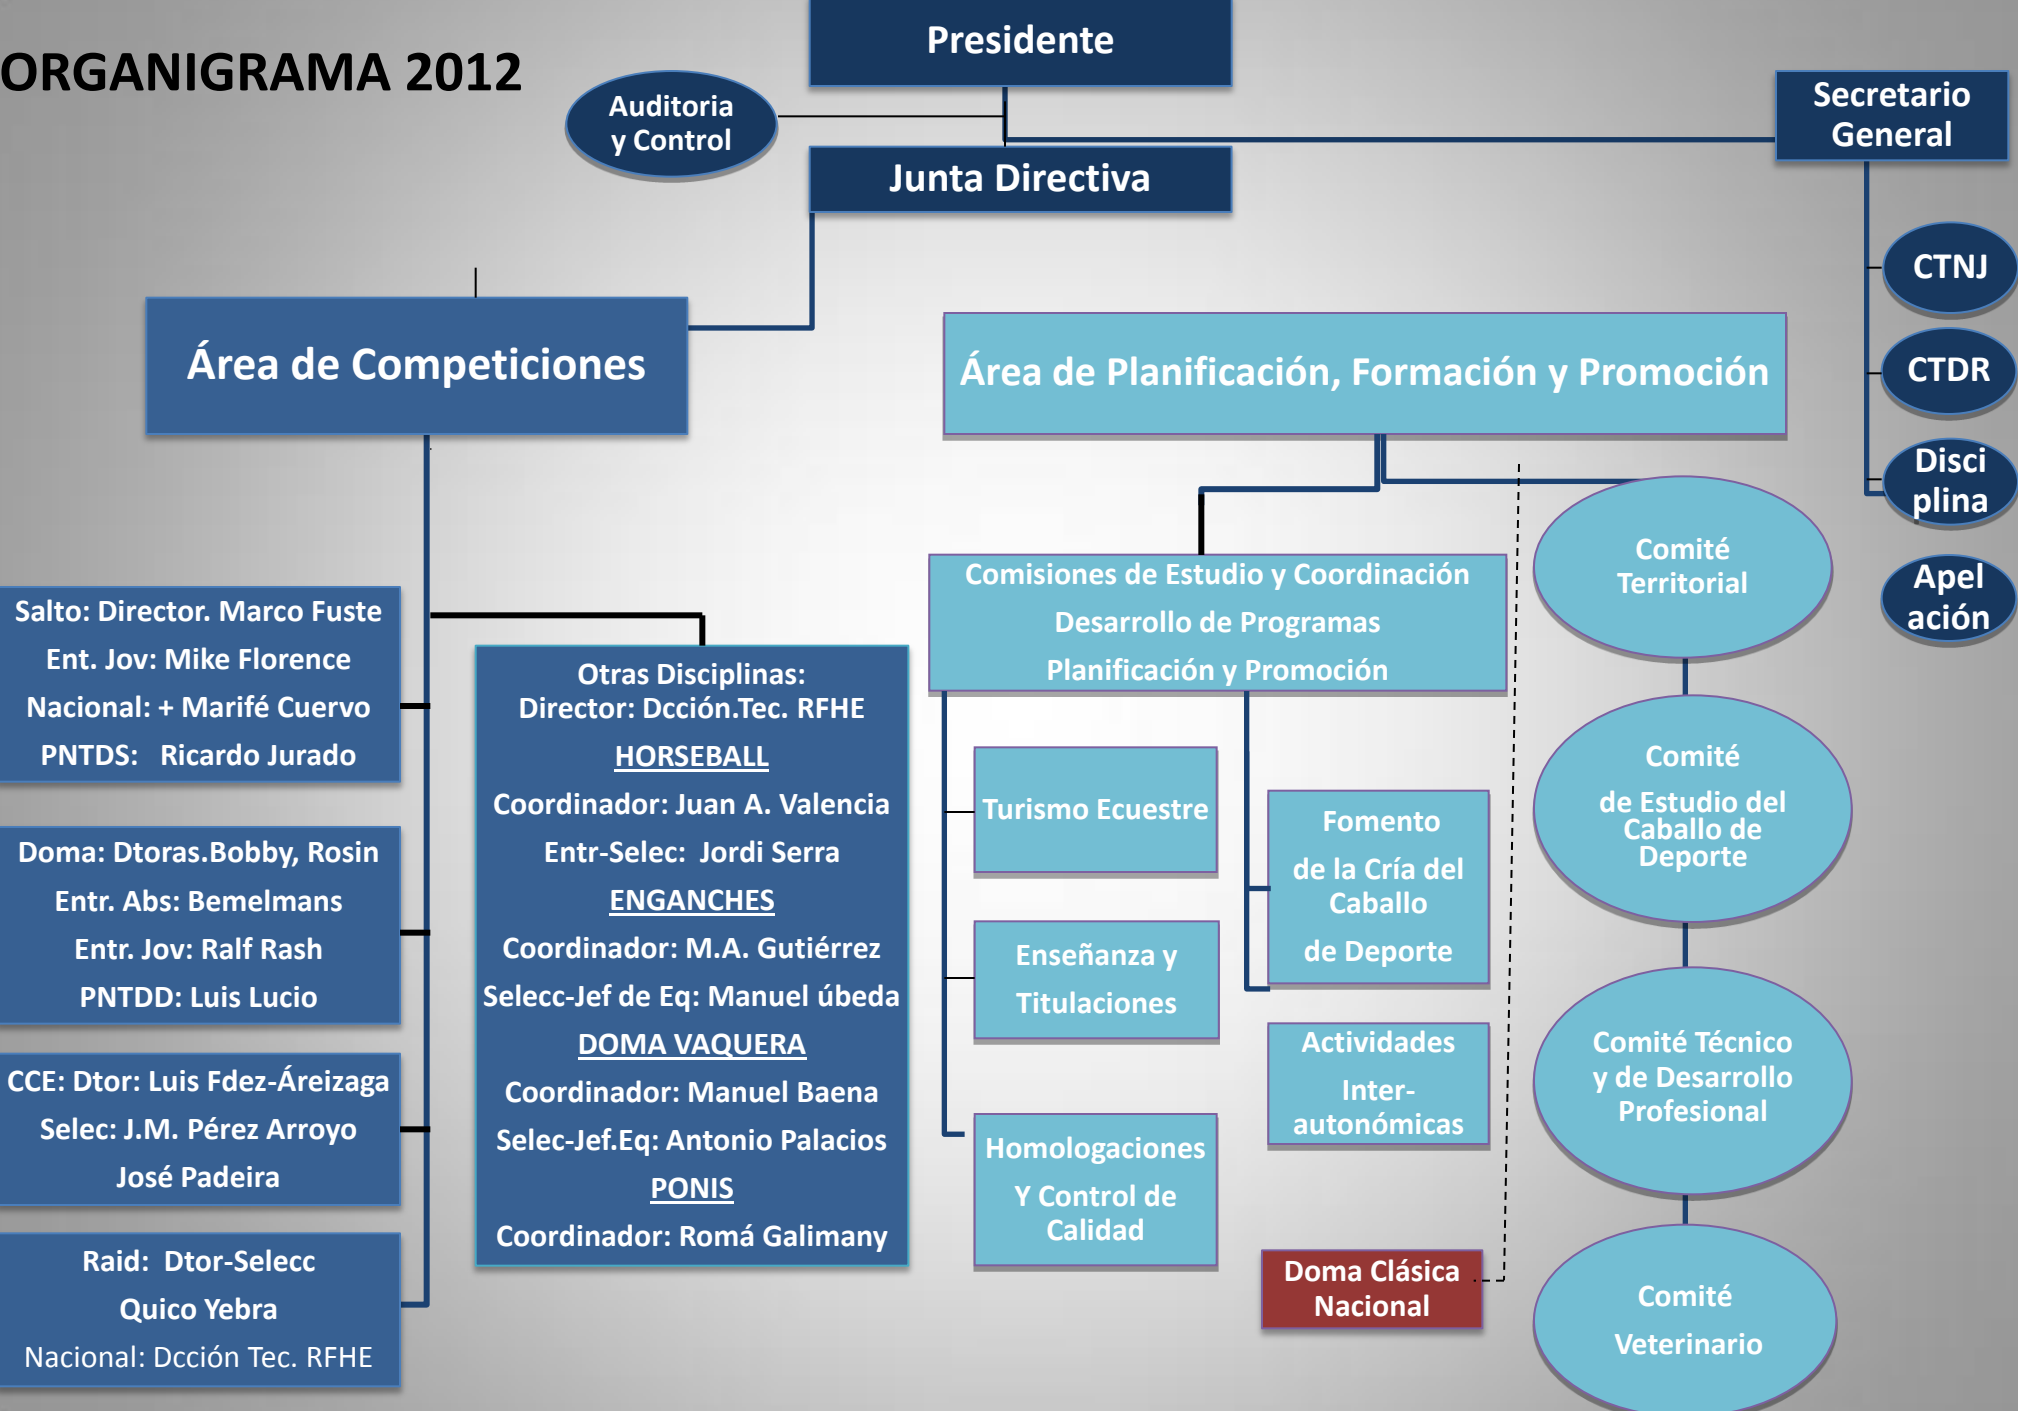 ORGANIGRAMA 2012
Presidente
Auditoria
y Control
Secretario
General
Junta Directiva
CTNJ
CTDR
Disci
plina
Apel
ación
Área de Competiciones
Área de Planificación, Formación y Promoción
Salto: Director. Marco Fuste
Ent. Jov: Mike Florence
Nacional: + Marifé Cuervo
PNTDS: Ricardo Jurado
Doma: Dtoras.Bobby, Rosin
Entr. Abs: Bemelmans
Entr. Jov: Ralf Rash
PNTDD: Luis Lucio
CCE: Dtor: Luis Fdez-Áreizaga
Selec: J.M. Pérez Arroyo
José Padeira
Raid: Dtor-Selecc
Quico Yebra
Nacional: Dcción Tec. RFHE
Otras Disciplinas:
Director: Dcción.Tec. RFHE
HORSEBALL
Coordinador: Juan A. Valencia
Entr-Selec: Jordi Serra
ENGANCHES
Coordinador: M.A. Gutiérrez
Selecc-Jef de Eq: Manuel úbeda
DOMA VAQUERA
Coordinador: Manuel Baena
Selec-Jef.Eq: Antonio Palacios
PONIS
Coordinador: Romá Galimany
Comisiones de Estudio y Coordinación
Desarrollo de Programas
Planificación y Promoción
Turismo Ecuestre
Enseñanza y
Titulaciones
Homologaciones
Y Control de
Calidad
Fomento
de la Cría del
Caballo
de Deporte
Actividades
Inter-
autonómicas
Doma Clásica
Nacional
Comité
Territorial
Comité
de Estudio del
Caballo de
Deporte
Comité Técnico
y de Desarrollo
Profesional
Comité
Veterinario